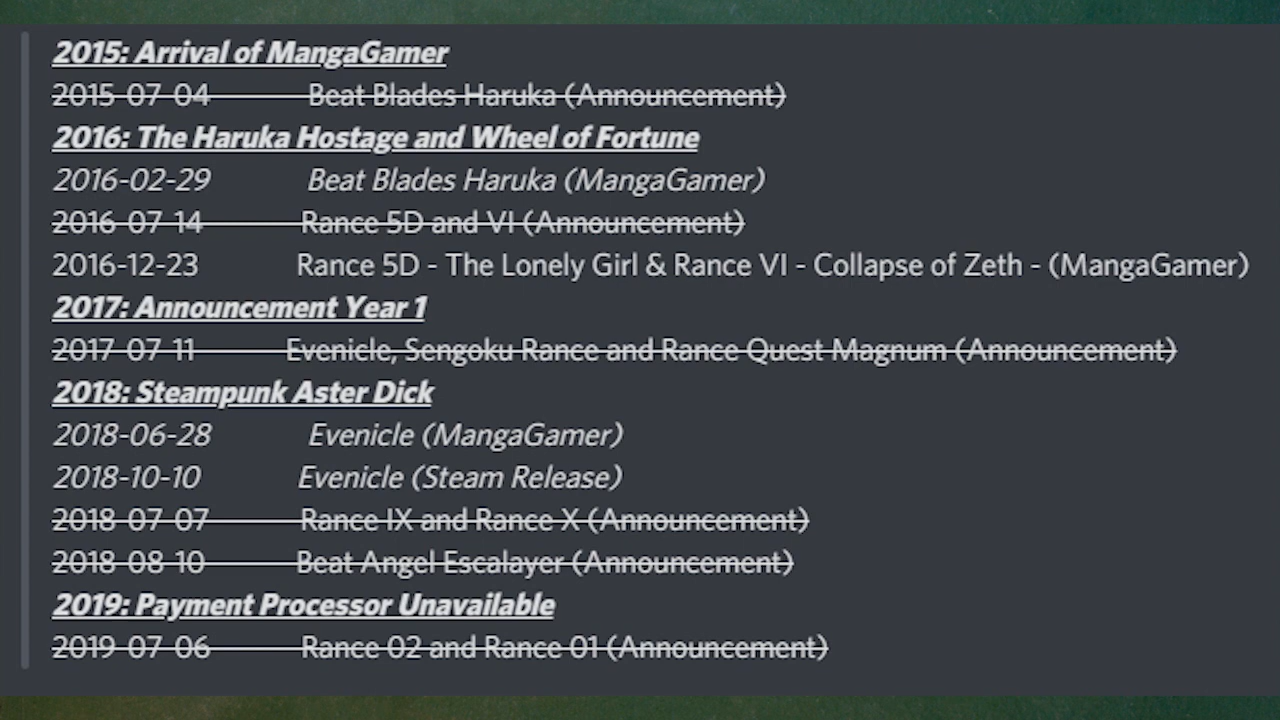 2015: Arrival of MangaGamer
2015-07-04 Beat Blades Haruka (Announcement)
2016: The Haruka Hostage and Wheel of Fortune
2016-02-29 Beat Blades Haruka (MangaGamer)
2016-07-14 Rance 5D and VI (Announcement)
2016-12-23 Rance 5D - The Lonely Girl & Rance VI - Collapse of Zeth - (MangaGamer)
2017: Announcement Year 1
2017-07-11 Evenicle, Sengoku Rance and Rance Quest Magnum (Announcement)
2018: Steampunk Aster Dick
2018-06-28 Evenicle (MangaGamer)
2018-10-10 Evenicle (Steam Release)
2018-07-07 Rance IX and Rance X (Announcement)
2018-08-10 Beat Angel Escalayer (Announcement)
2019: Payment Processor Unavailable
2019-07-06 Rance 02 and Rance 01 (Announcement)